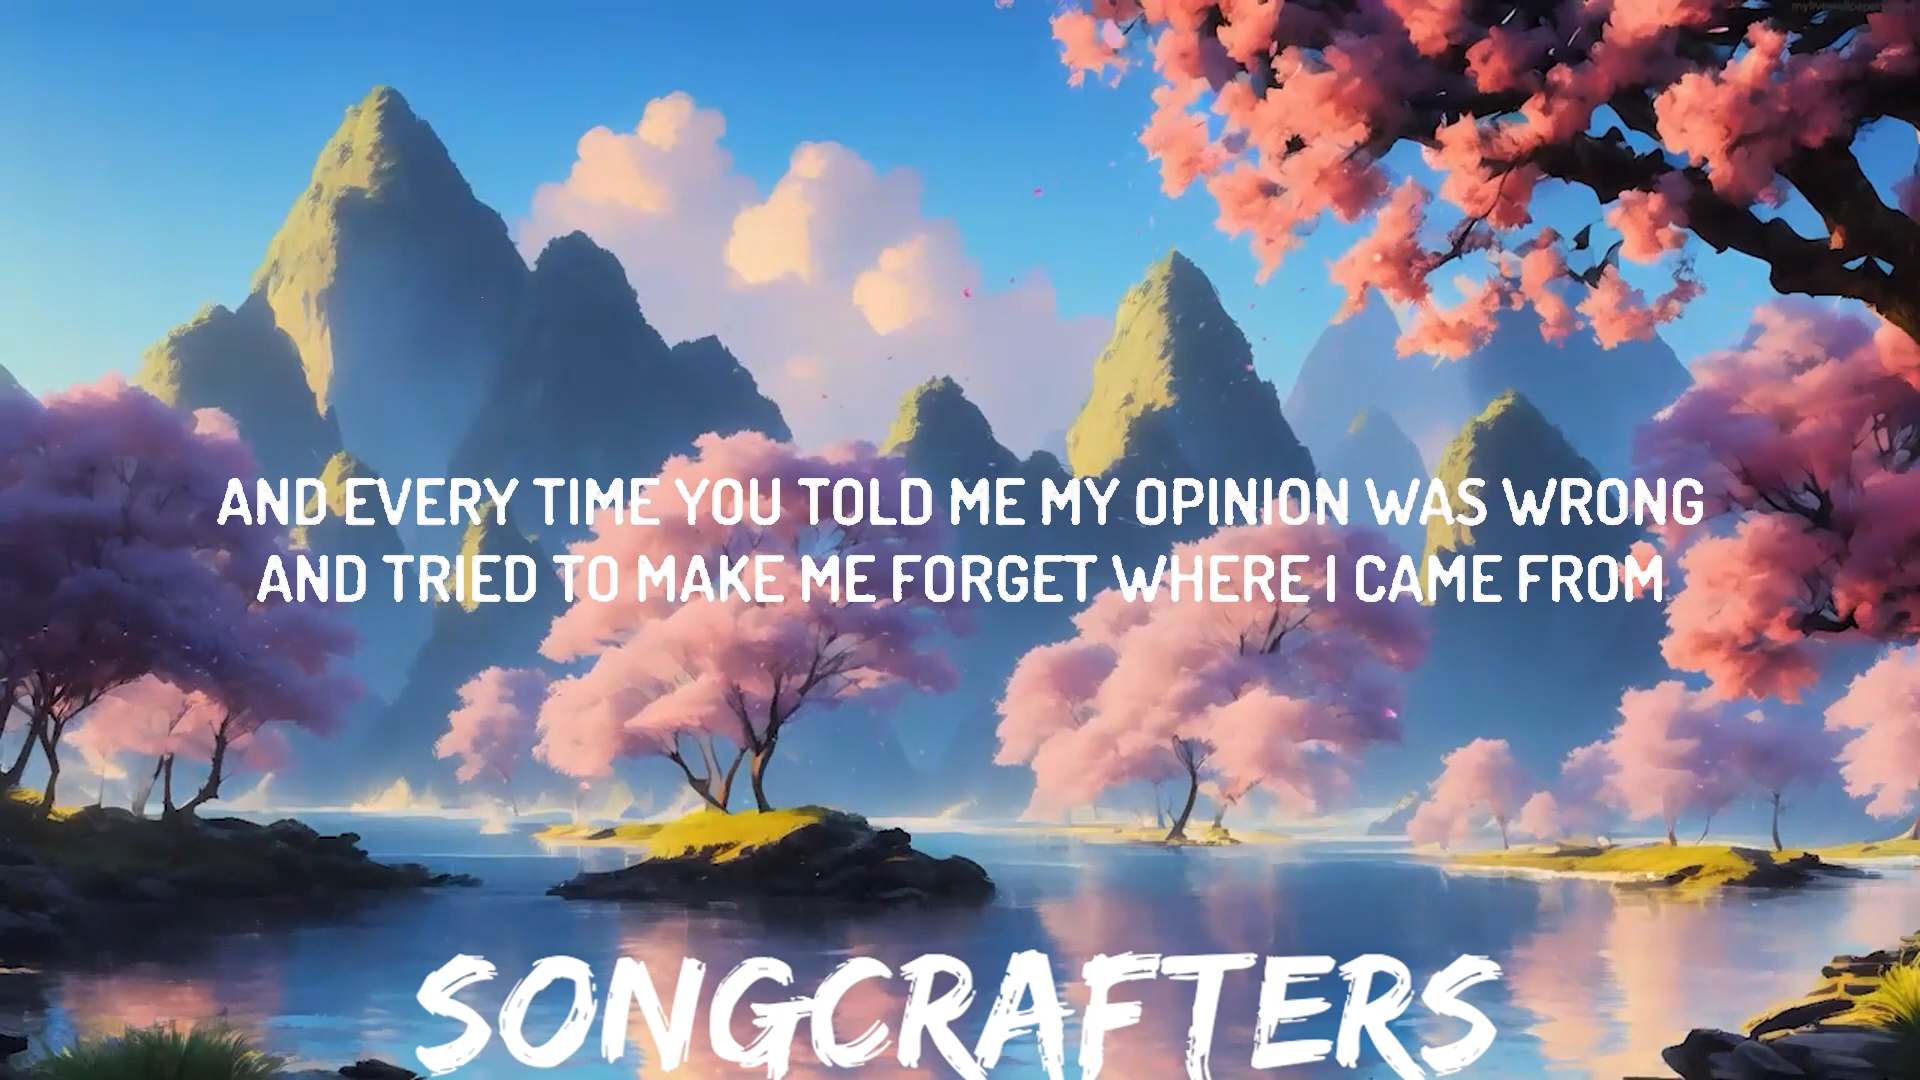 AND EVERY TIME YOU TOLD ME MY OPINION WAS WRONG
AND TRIED TO MAKE ME FORGET WHERE I CAME FROM
SONGCRAFTERS